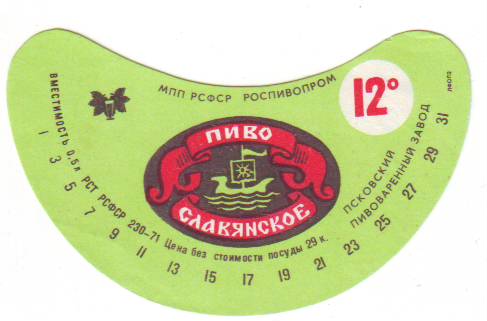 МПП РСФСР РОСПИВОПРОМ
12°
ПИВО
СЛАВЯНСКОЕ
ПСКОВСКИЙ
ПИВОВАРЕННЫЙ ЗАВОД
ВМЕСТИМОСТЬ 0,5 л РСТ РСФСР 230-71 Цена без стоимости посуды 29 к.
1 3 5 7 9 11 13 15 17 19 21 23 25 27 29 31